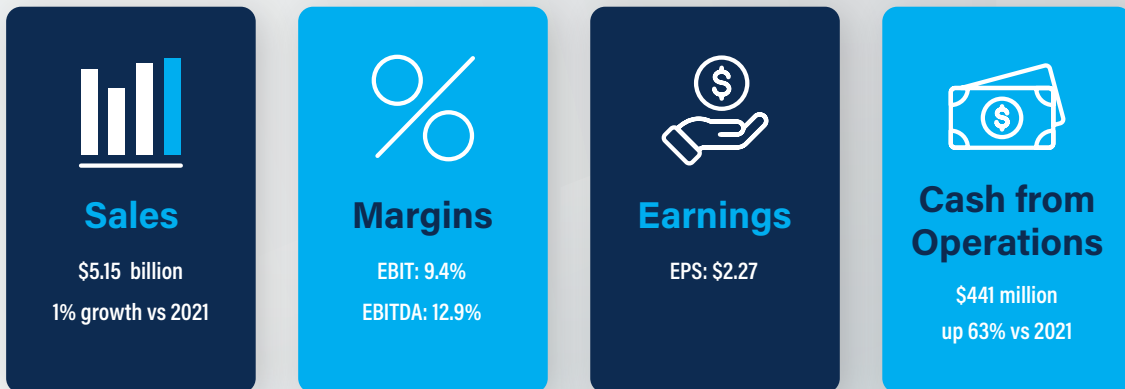 Sales
$5.15 billion
1% growth vs 2021
Margins
EBIT: 9.4%
EBITDA: 12.9%
Earnings
EPS: $2.27
Cash from
Operations
$441 million
up 63% vs 2021